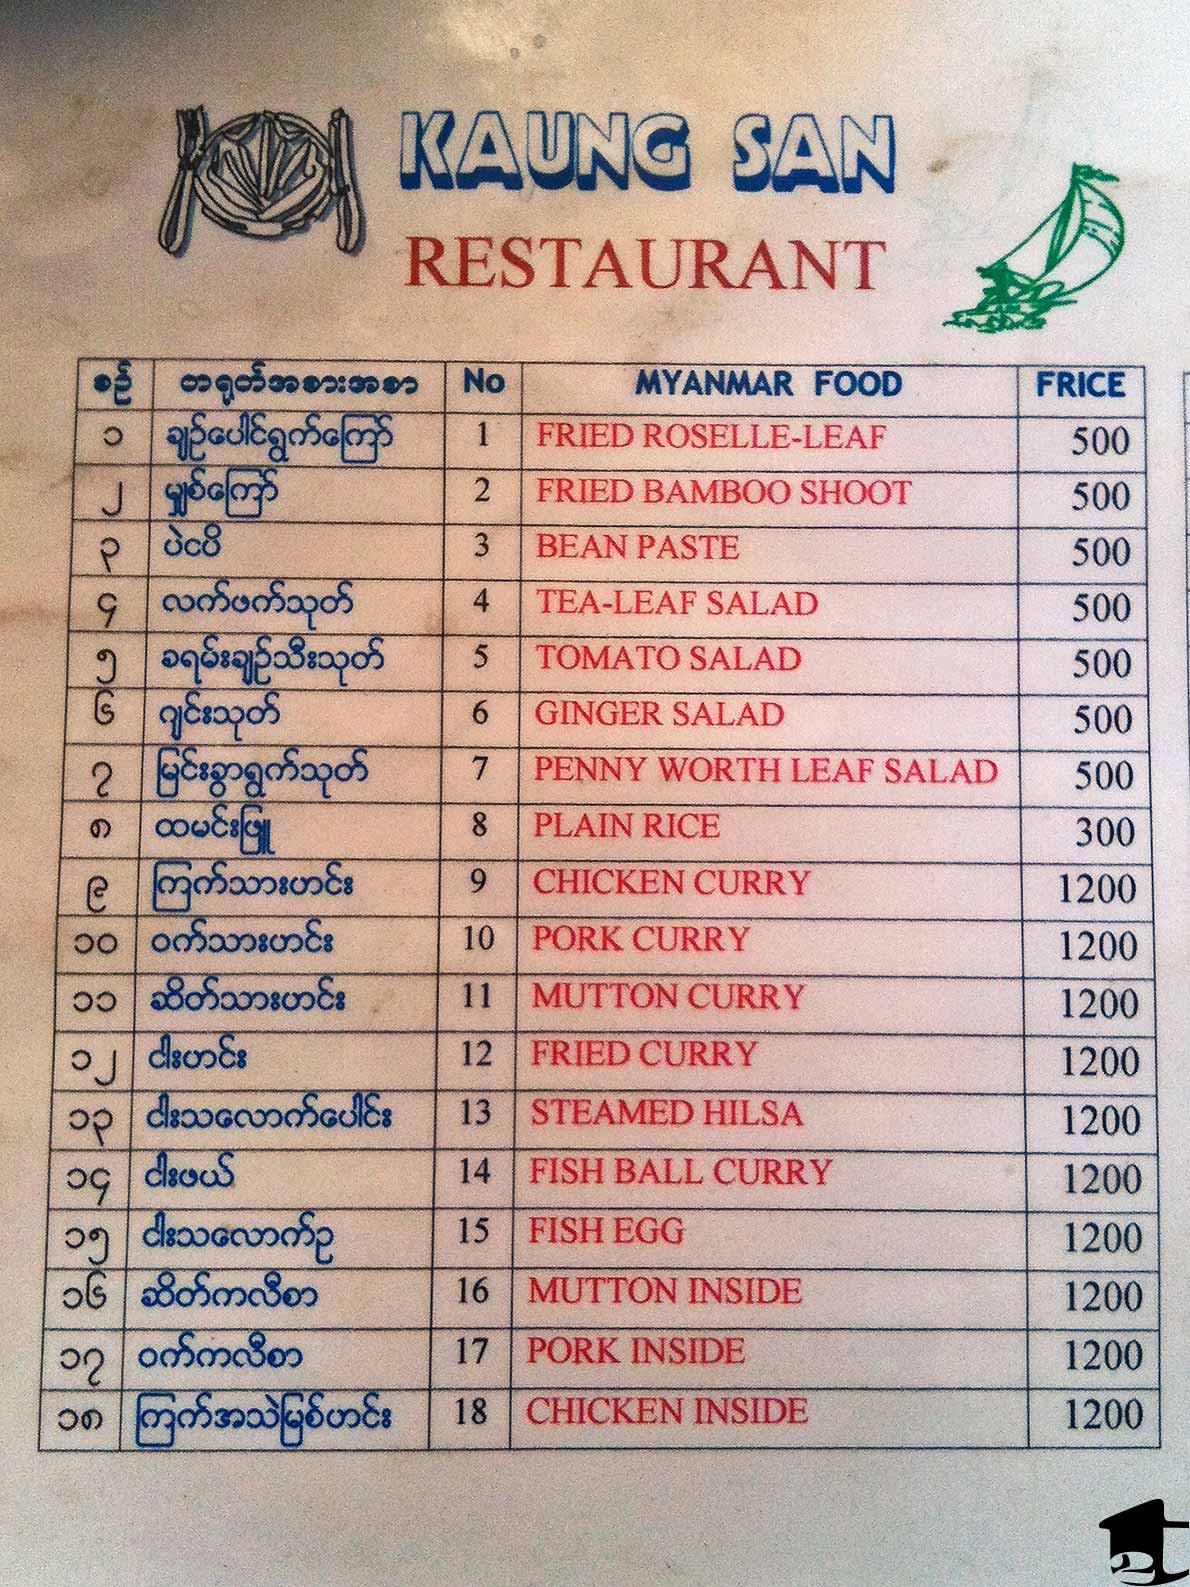 KAUNG SAN
RESTAURANT
စဉ် တရုတ်အစားအစာ No MYANMAR FOOD FRICE
၁ ချဉ်ပေါင်ရွက်ကြော် 1 FRIED ROSELLE-LEAF 500
၂ မျှစ်ကြော် 2 FRIED BAMBOO SHOOT 500
၃ ပဲငပိ 3 BEAN PASTE 500
၄ လက်ဖက်သုတ် 4 TEA-LEAF SALAD 500
၅ ခရမ်းချဉ်သီးသုတ် 5 TOMATO SALAD 500
၆ ဂျင်းသုတ် 6 GINGER SALAD 500
၇ မြင်းခွာရွက်သုတ် 7 PENNY WORTH LEAF SALAD 500
၈ ထမင်းဖြူ 8 PLAIN RICE 300
၉ ကြက်သားဟင်း 9 CHICKEN CURRY 1200
၁၀ ဝက်သားဟင်း 10 PORK CURRY 1200
၁၁ ဆိတ်သားဟင်း 11 MUTTON CURRY 1200
၁၂ ငါးဟင်း 12 FRIED CURRY 1200
၁၃ ငါးသလောက်ပေါင်း 13 STEAMED HILSA 1200
၁၄ ငါးဖယ် 14 FISH BALL CURRY 1200
၁၅ ငါးသလောက်ဥ 15 FISH EGG 1200
၁၆ ဆိတ်ကလီစာ 16 MUTTON INSIDE 1200
၁၇ ဝက်ကလီစာ 17 PORK INSIDE 1200
၁၈ ကြက်အသဲမြစ်ဟင်း 18 CHICKEN INSIDE 1200